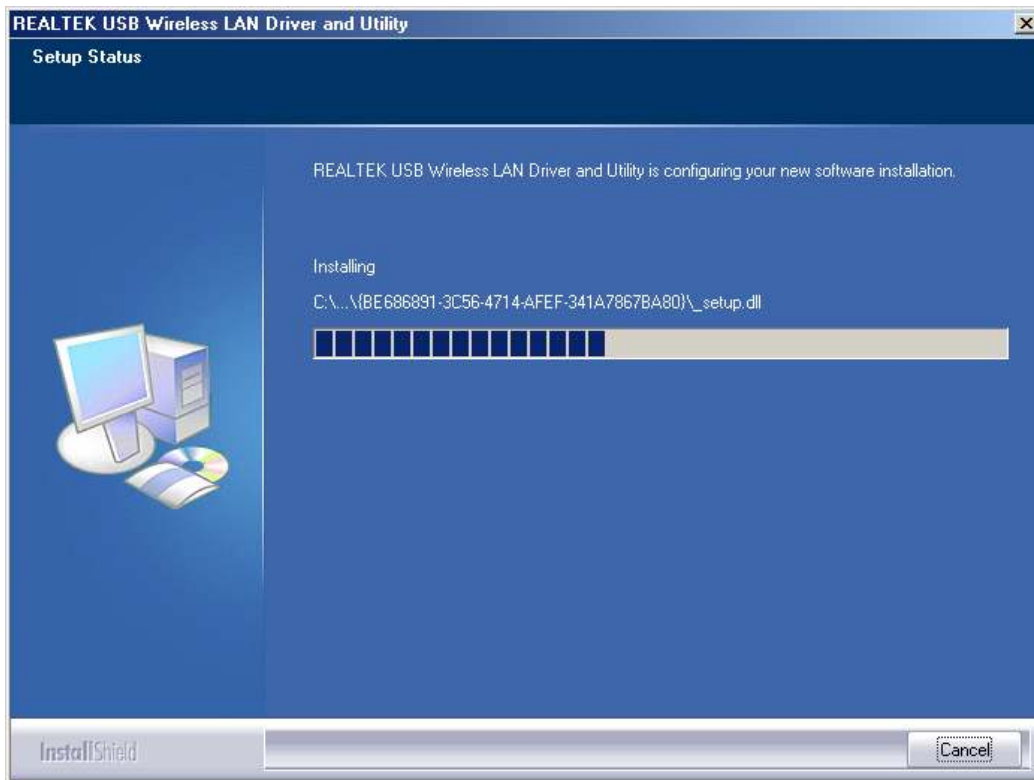 REALTEK USB Wireless LAN Driver and Utility
Setup Status
REALTEK USB Wireless LAN Driver and Utility is configuring your new software installation.
Installing
C:\...\{BE686891-3C56-4714-AFEF-341A7867BA80}\_setup.dll
InstallShield
Cancel